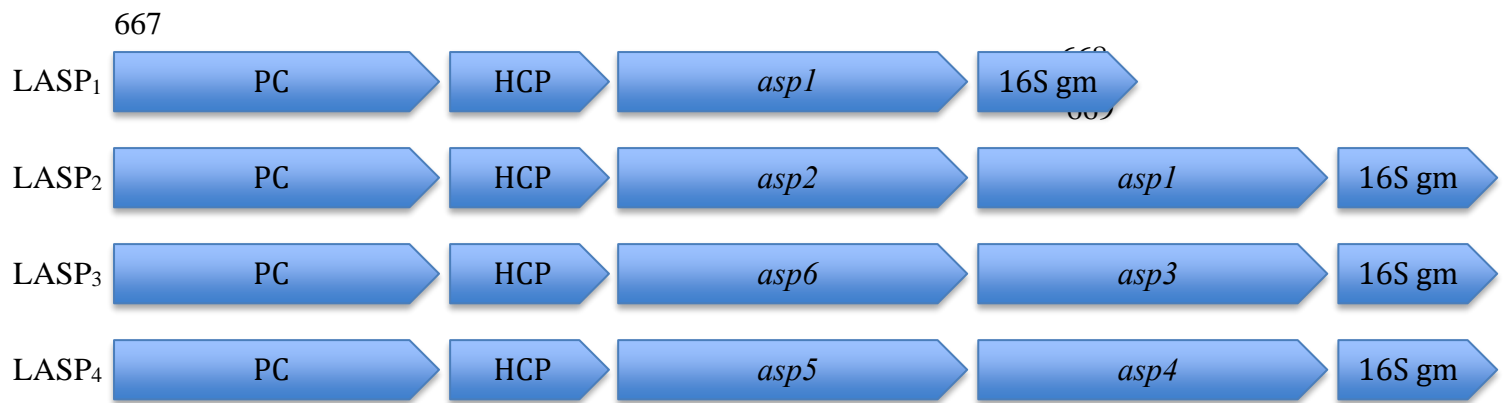 667
LASP1 PC HCP asp1 16S gm
LASP2 PC HCP asp2 asp1 16S gm
LASP3 PC HCP asp6 asp3 16S gm
LASP4 PC HCP asp5 asp4 16S gm